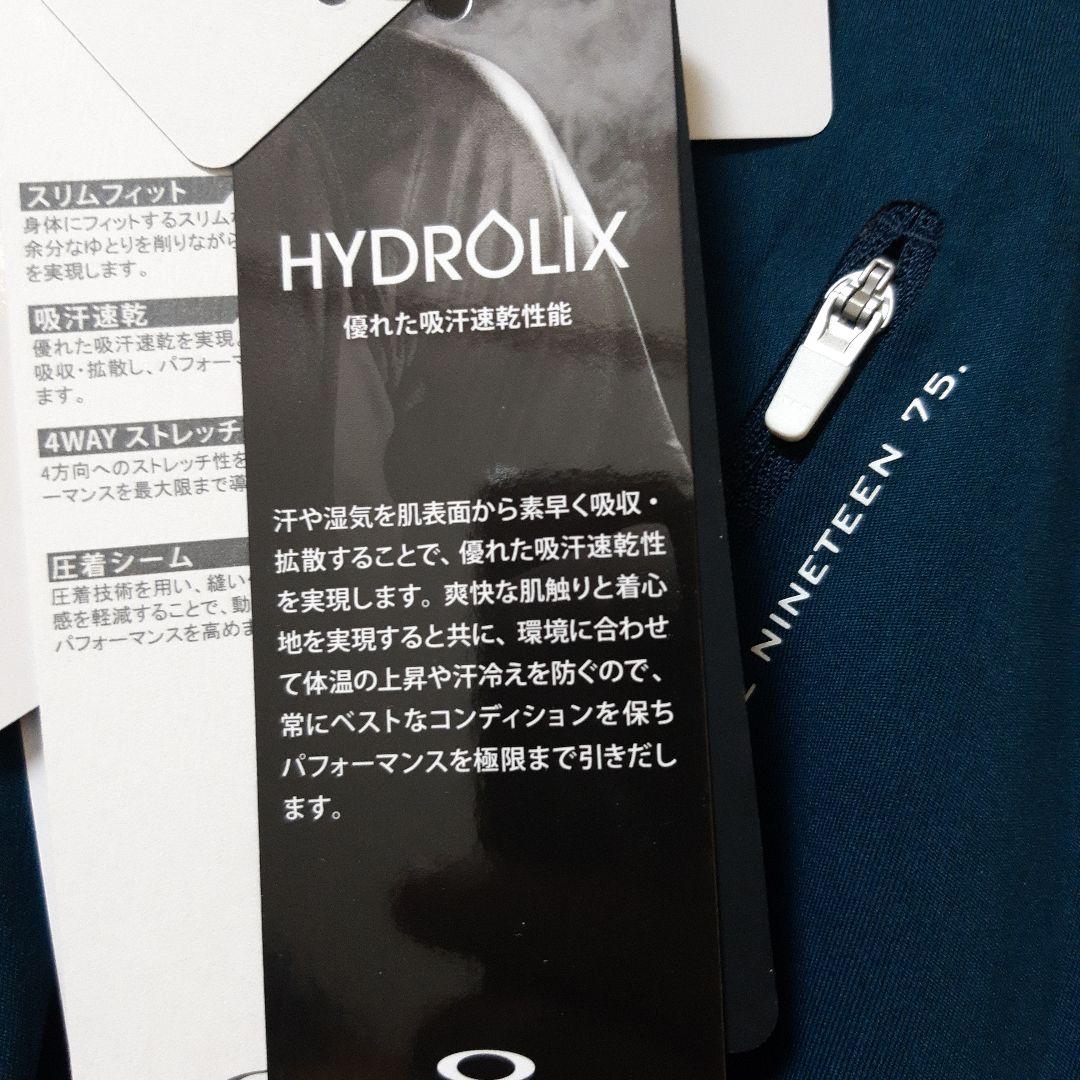 スリムフィット
身体にフィットするスリム
余分なゆとりを削りながら
を実現します。
吸汗速乾
優れた吸汗速乾を実現
吸収・拡散し、パフォー
ます。
4WAY ストレッチ
4方向へのストレッチ性を
ーマンスを最大限まで導
圧着シーム
圧着技術を用い、縫い
感を軽減することで、動
パフォーマンスを高めま
HYDROLIX
優れた吸汗速乾性能
汗や湿気を肌表面から素早く吸収・
拡散することで、優れた吸汗速乾性
を実現します。爽快な肌触りと着心
地を実現すると共に、環境に合わせ
て体温の上昇や汗冷えを防ぐので、
常にベストなコンディションを保ち
パフォーマンスを極限まで引きだし
ます。
NINETEEN 75.